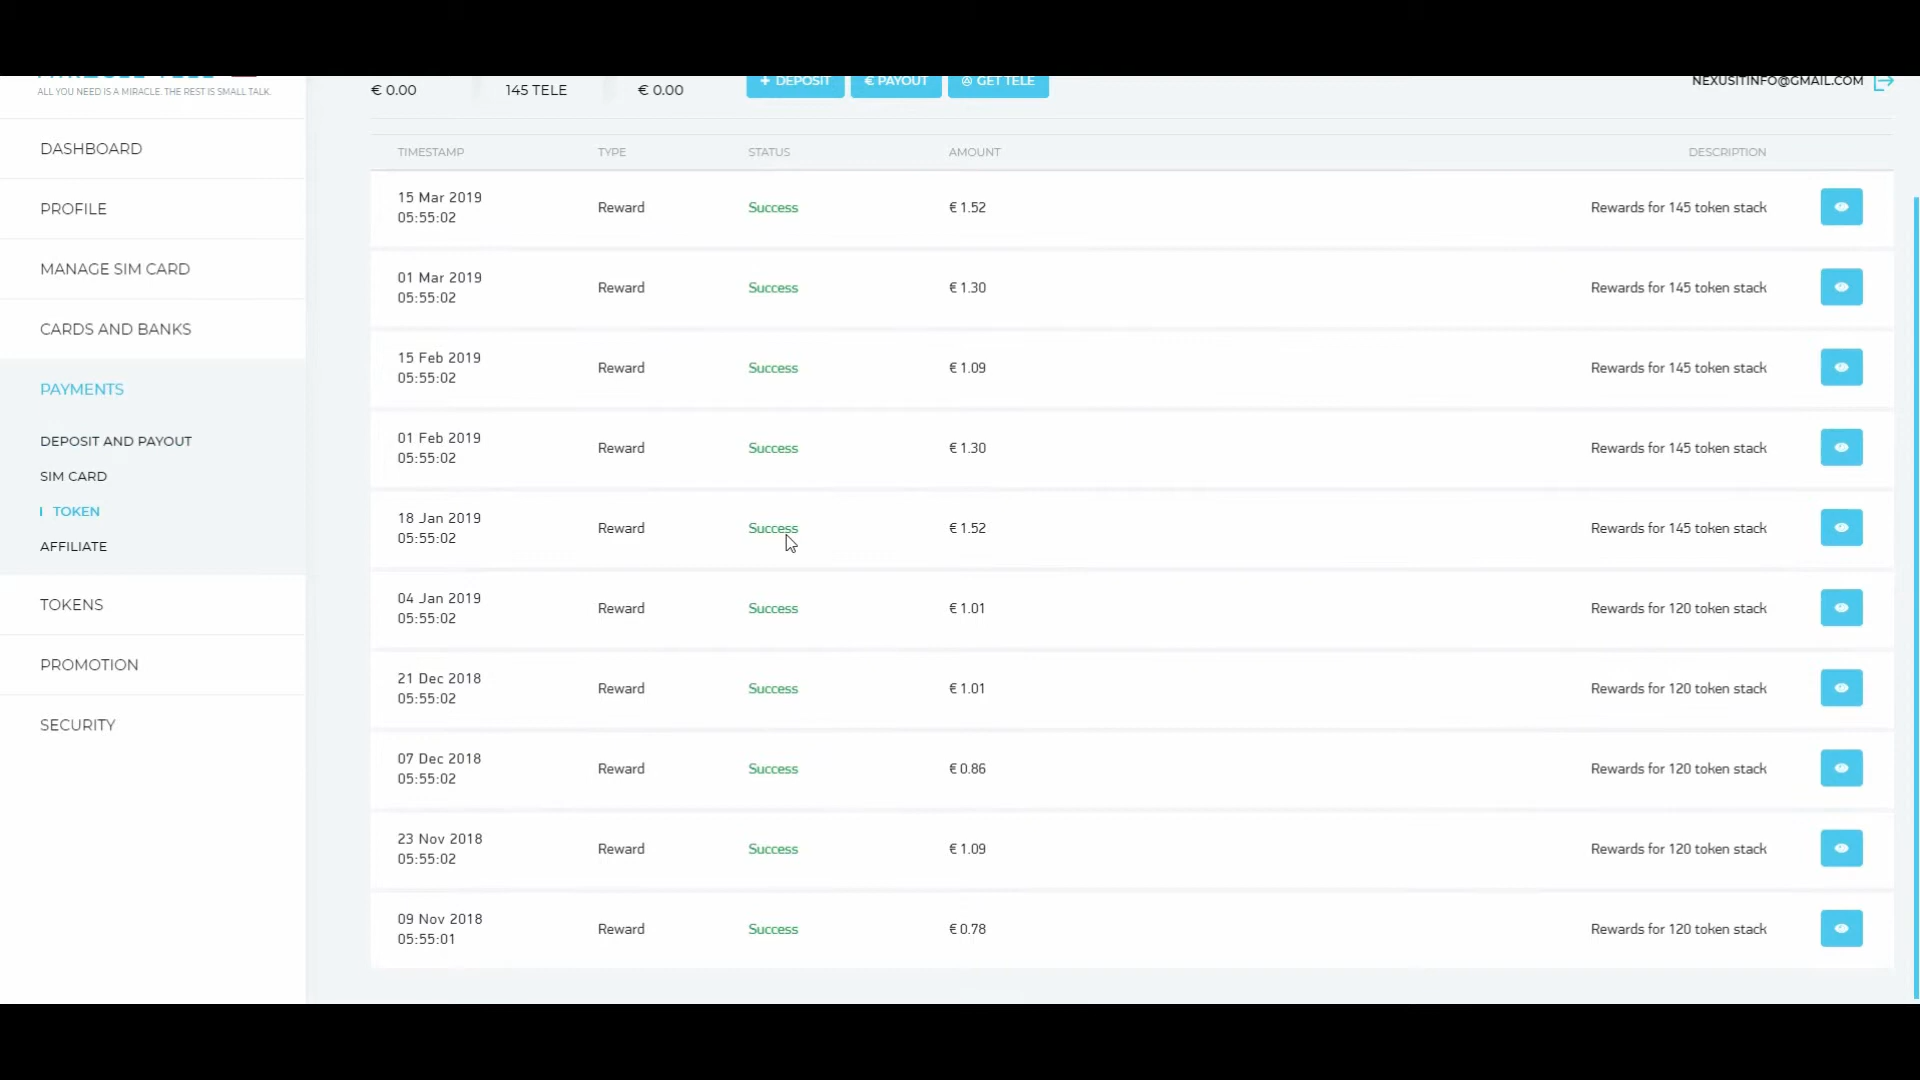 ALL YOU NEED IS A MIRACLE. THE REST IS SMALL TALK.
€ 0.00 145 TELE € 0.00 + DEPOSIT € PAYOUT GET TELE NEXUSITINFO@GMAIL.COM
DASHBOARD
PROFILE
MANAGE SIM CARD
CARDS AND BANKS
PAYMENTS
DEPOSIT AND PAYOUT
SIM CARD
TOKEN
AFFILIATE
TOKENS
PROMOTION
SECURITY
TIMESTAMP TYPE STATUS AMOUNT DESCRIPTION
15 Mar 2019
05:55:02 Reward Success € 1.52 Rewards for 145 token stack
01 Mar 2019
05:55:02 Reward Success € 1.30 Rewards for 145 token stack
15 Feb 2019
05:55:02 Reward Success € 1.09 Rewards for 145 token stack
01 Feb 2019
05:55:02 Reward Success € 1.30 Rewards for 145 token stack
18 Jan 2019
05:55:02 Reward Success € 1.52 Rewards for 145 token stack
04 Jan 2019
05:55:02 Reward Success € 1.01 Rewards for 120 token stack
21 Dec 2018
05:55:02 Reward Success € 1.01 Rewards for 120 token stack
07 Dec 2018
05:55:02 Reward Success € 0.86 Rewards for 120 token stack
23 Nov 2018
05:55:02 Reward Success € 1.09 Rewards for 120 token stack
09 Nov 2018
05:55:01 Reward Success € 0.78 Rewards for 120 token stack